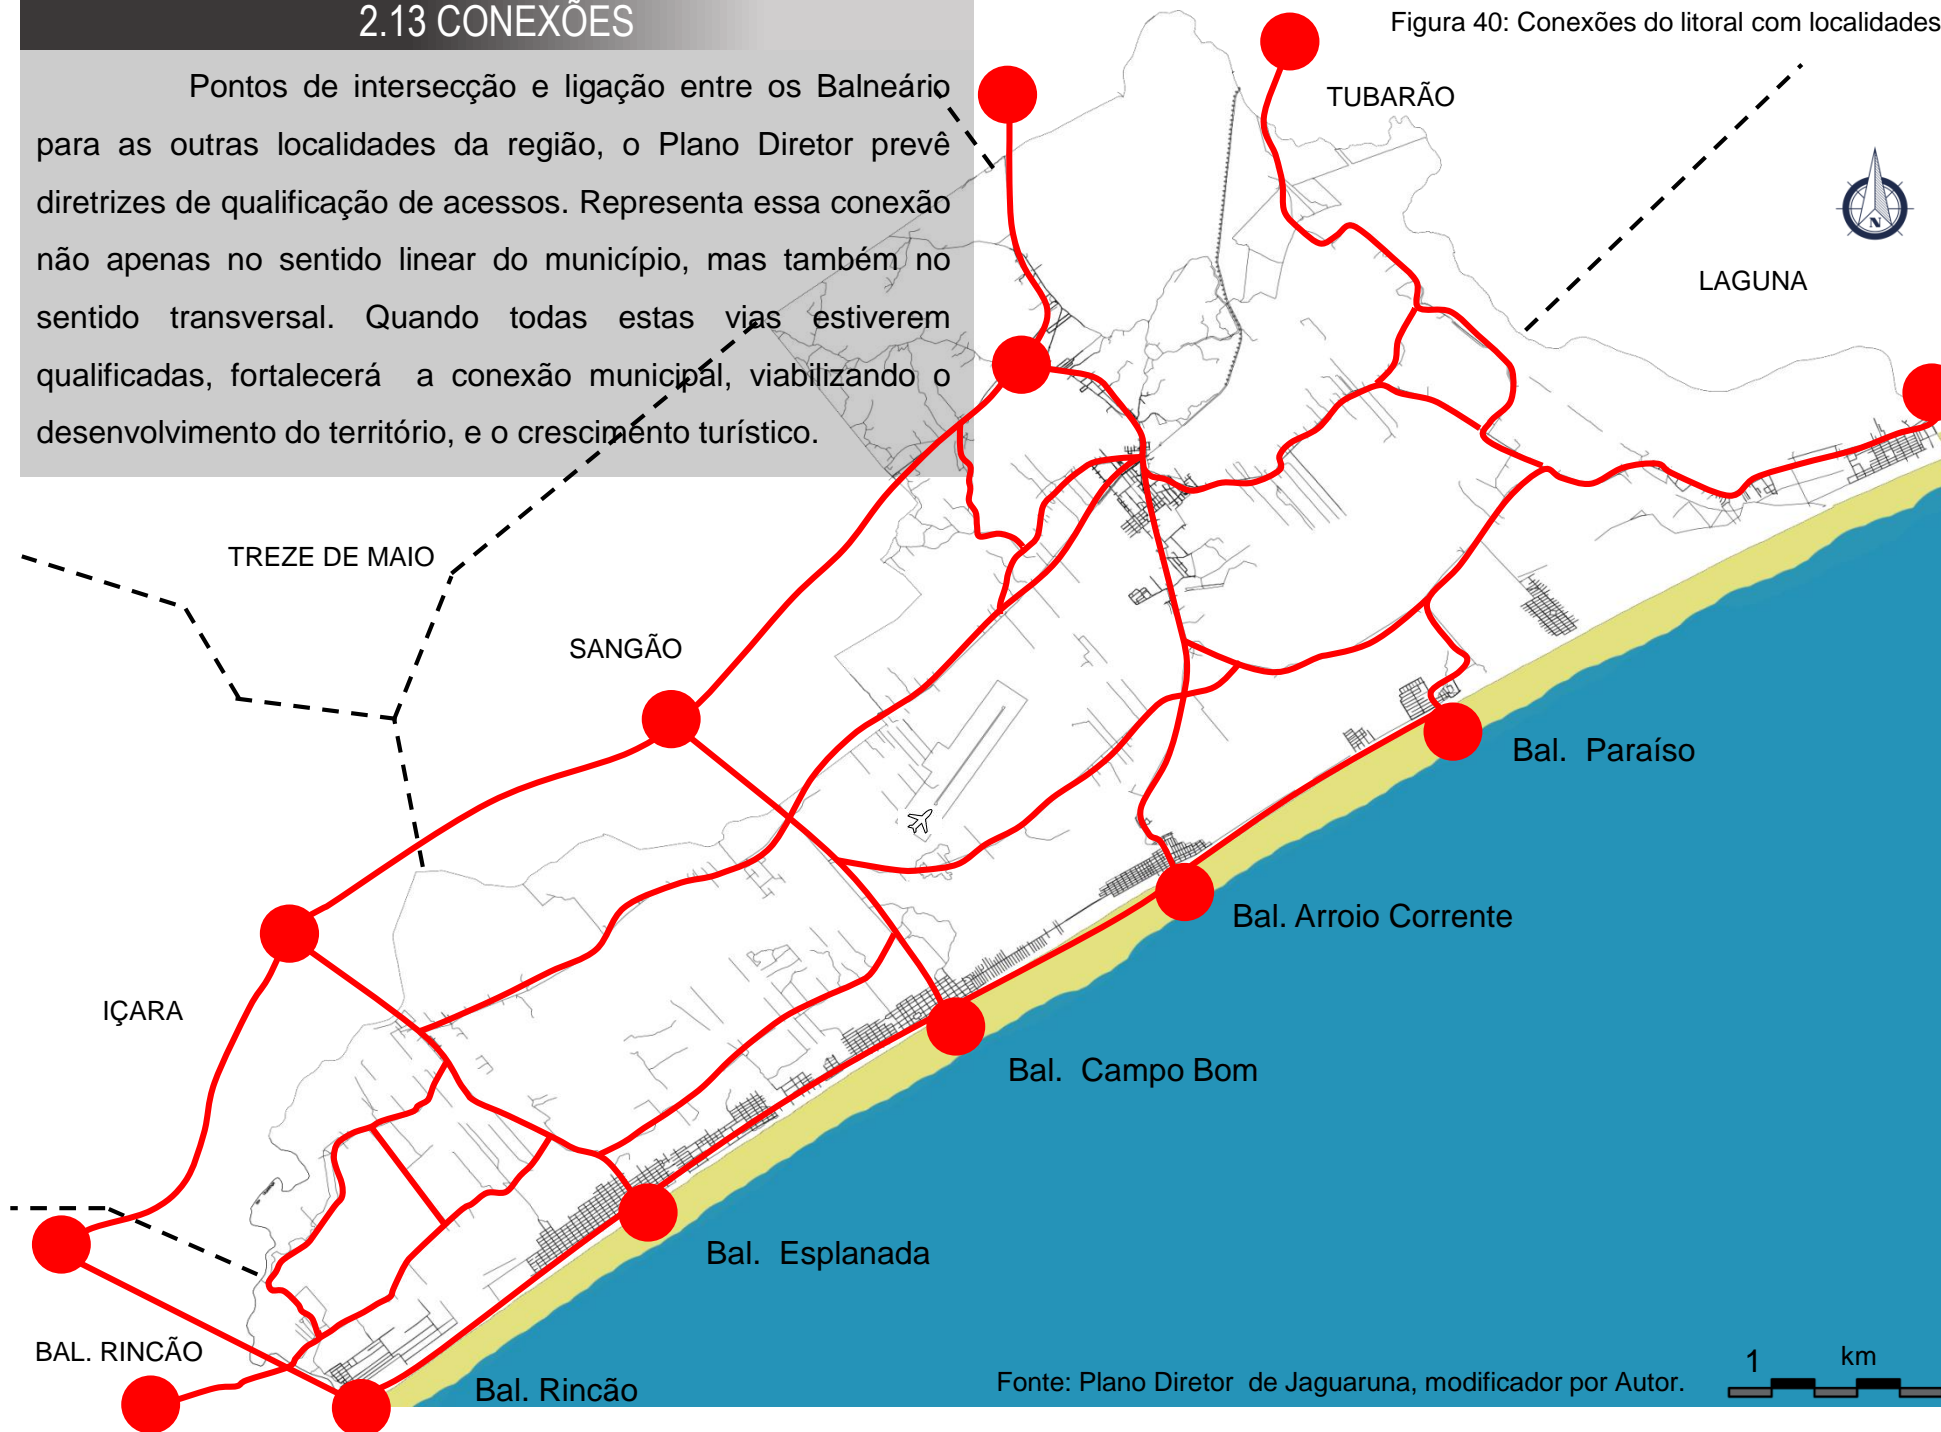 2.13 CONEXÕES
Figura 40: Conexões do litoral com localidades
Pontos de intersecção e ligação entre os Balneário
para as outras localidades da região, o Plano Diretor prevê
diretrizes de qualificação de acessos. Representa essa conexão
não apenas no sentido linear do município, mas também no
sentido transversal. Quando todas estas vias estiverem
qualificadas, fortalecerá a conexão municipal, viabilizando o
desenvolvimento do território, e o crescimento turístico.
TUBARÃO
N
LAGUNA
TREZE DE MAIO
SANGÃO
Bal. Paraíso
Bal. Arroio Corrente
IÇARA
Bal. Campo Bom
Bal. Esplanada
BAL. RINCÃO
Bal. Rincão
Fonte: Plano Diretor de Jaguaruna, modificador por Autor.
1 km